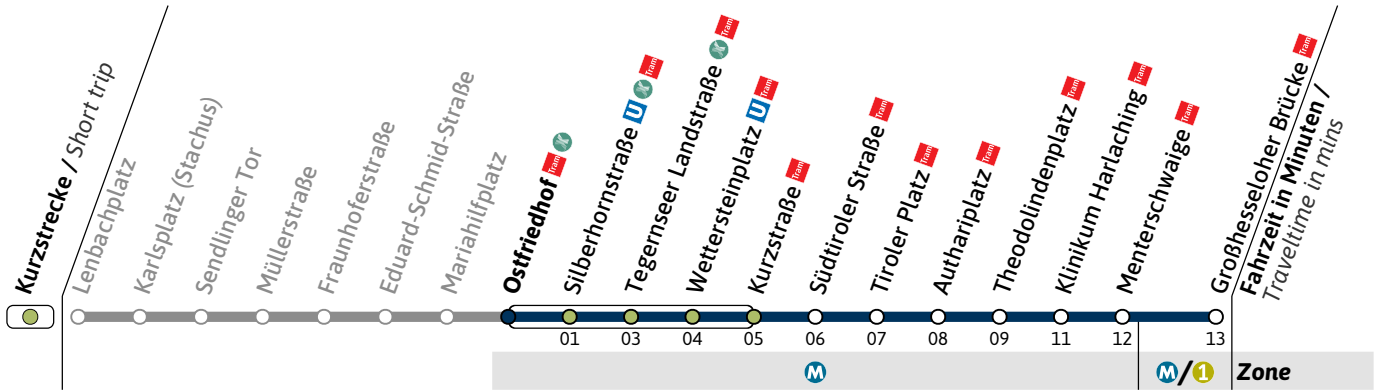 Kurzstrecke / Short trip
Lenbachplatz
Karlsplatz (Stachus)
Sendlinger Tor
Müllerstraße
Fraunhoferstraße
Eduard-Schmid-Straße
Mariahilfplatz
Ostfriedhof Tram X
Silberhornstraße U X Tram
Tegernseer Landstraße X Tram
Wettersteinplatz U Tram
Kurzstraße Tram
Südtiroler Straße Tram
Tiroler Platz Tram
Authariplatz Tram
Theodolindenplatz Tram
Klinikum Harlaching Tram
Menterschwaige Tram
Großhesseloher Brücke Tram
Fahrzeit in Minuten /
Traveltime in mins
01 03 04 05 06 07 08 09 11 12 13
M M/1 Zone